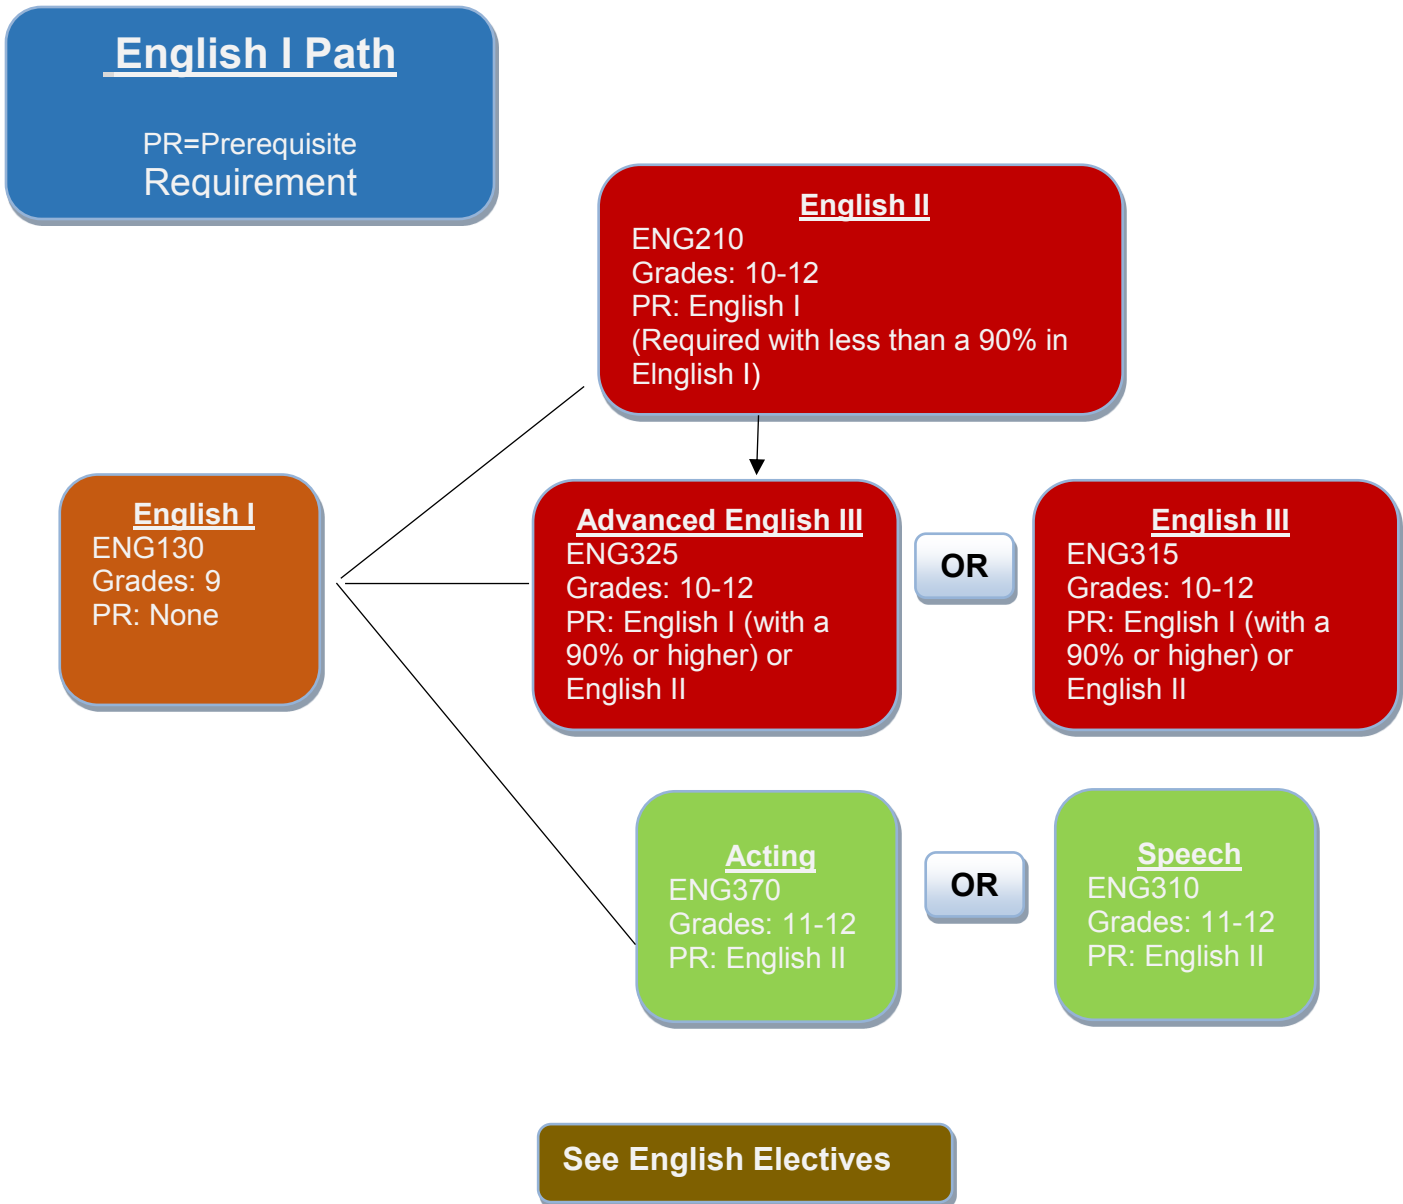 English I Path
PR=Prerequisite
Requirement
English II
ENG210
Grades: 10-12
PR: English I
(Required with less than a 90% in
Elnglish I)
English I
ENG130
Grades: 9
PR: None
Advanced English III
ENG325
Grades: 10-12
PR: English I (with a
90% or higher) or
English II
OR
English III
ENG315
Grades: 10-12
PR: English I (with a
90% or higher) or
English II
Acting
ENG370
Grades: 11-12
PR: English II
OR
Speech
ENG310
Grades: 11-12
PR: English II
See English Electives